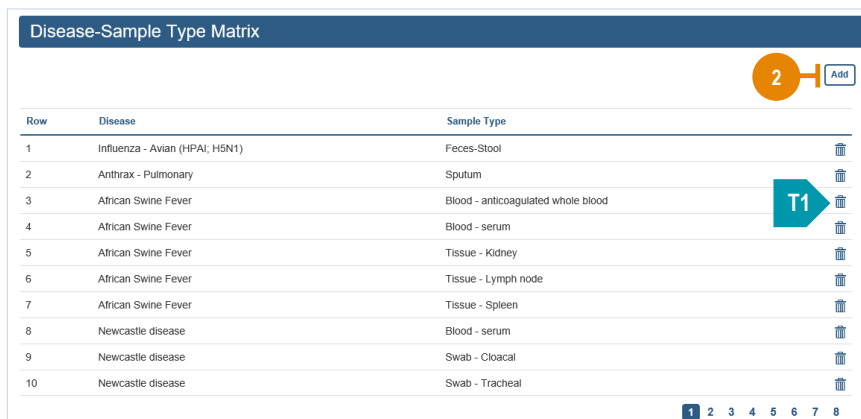 Disease-Sample Type Matrix
2 Add
Row Disease Sample Type
1 Influenza - Avian (HPAI; H5N1) Feces-Stool
2 Anthrax - Pulmonary Sputum
3 African Swine Fever Blood - anticoagulated whole blood T1
4 African Swine Fever Blood - serum
5 African Swine Fever Tissue - Kidney
6 African Swine Fever Tissue - Lymph node
7 African Swine Fever Tissue - Spleen
8 Newcastle disease Blood - serum
9 Newcastle disease Swab - Cloacal
10 Newcastle disease Swab - Tracheal
1 2 3 4 5 6 7 8